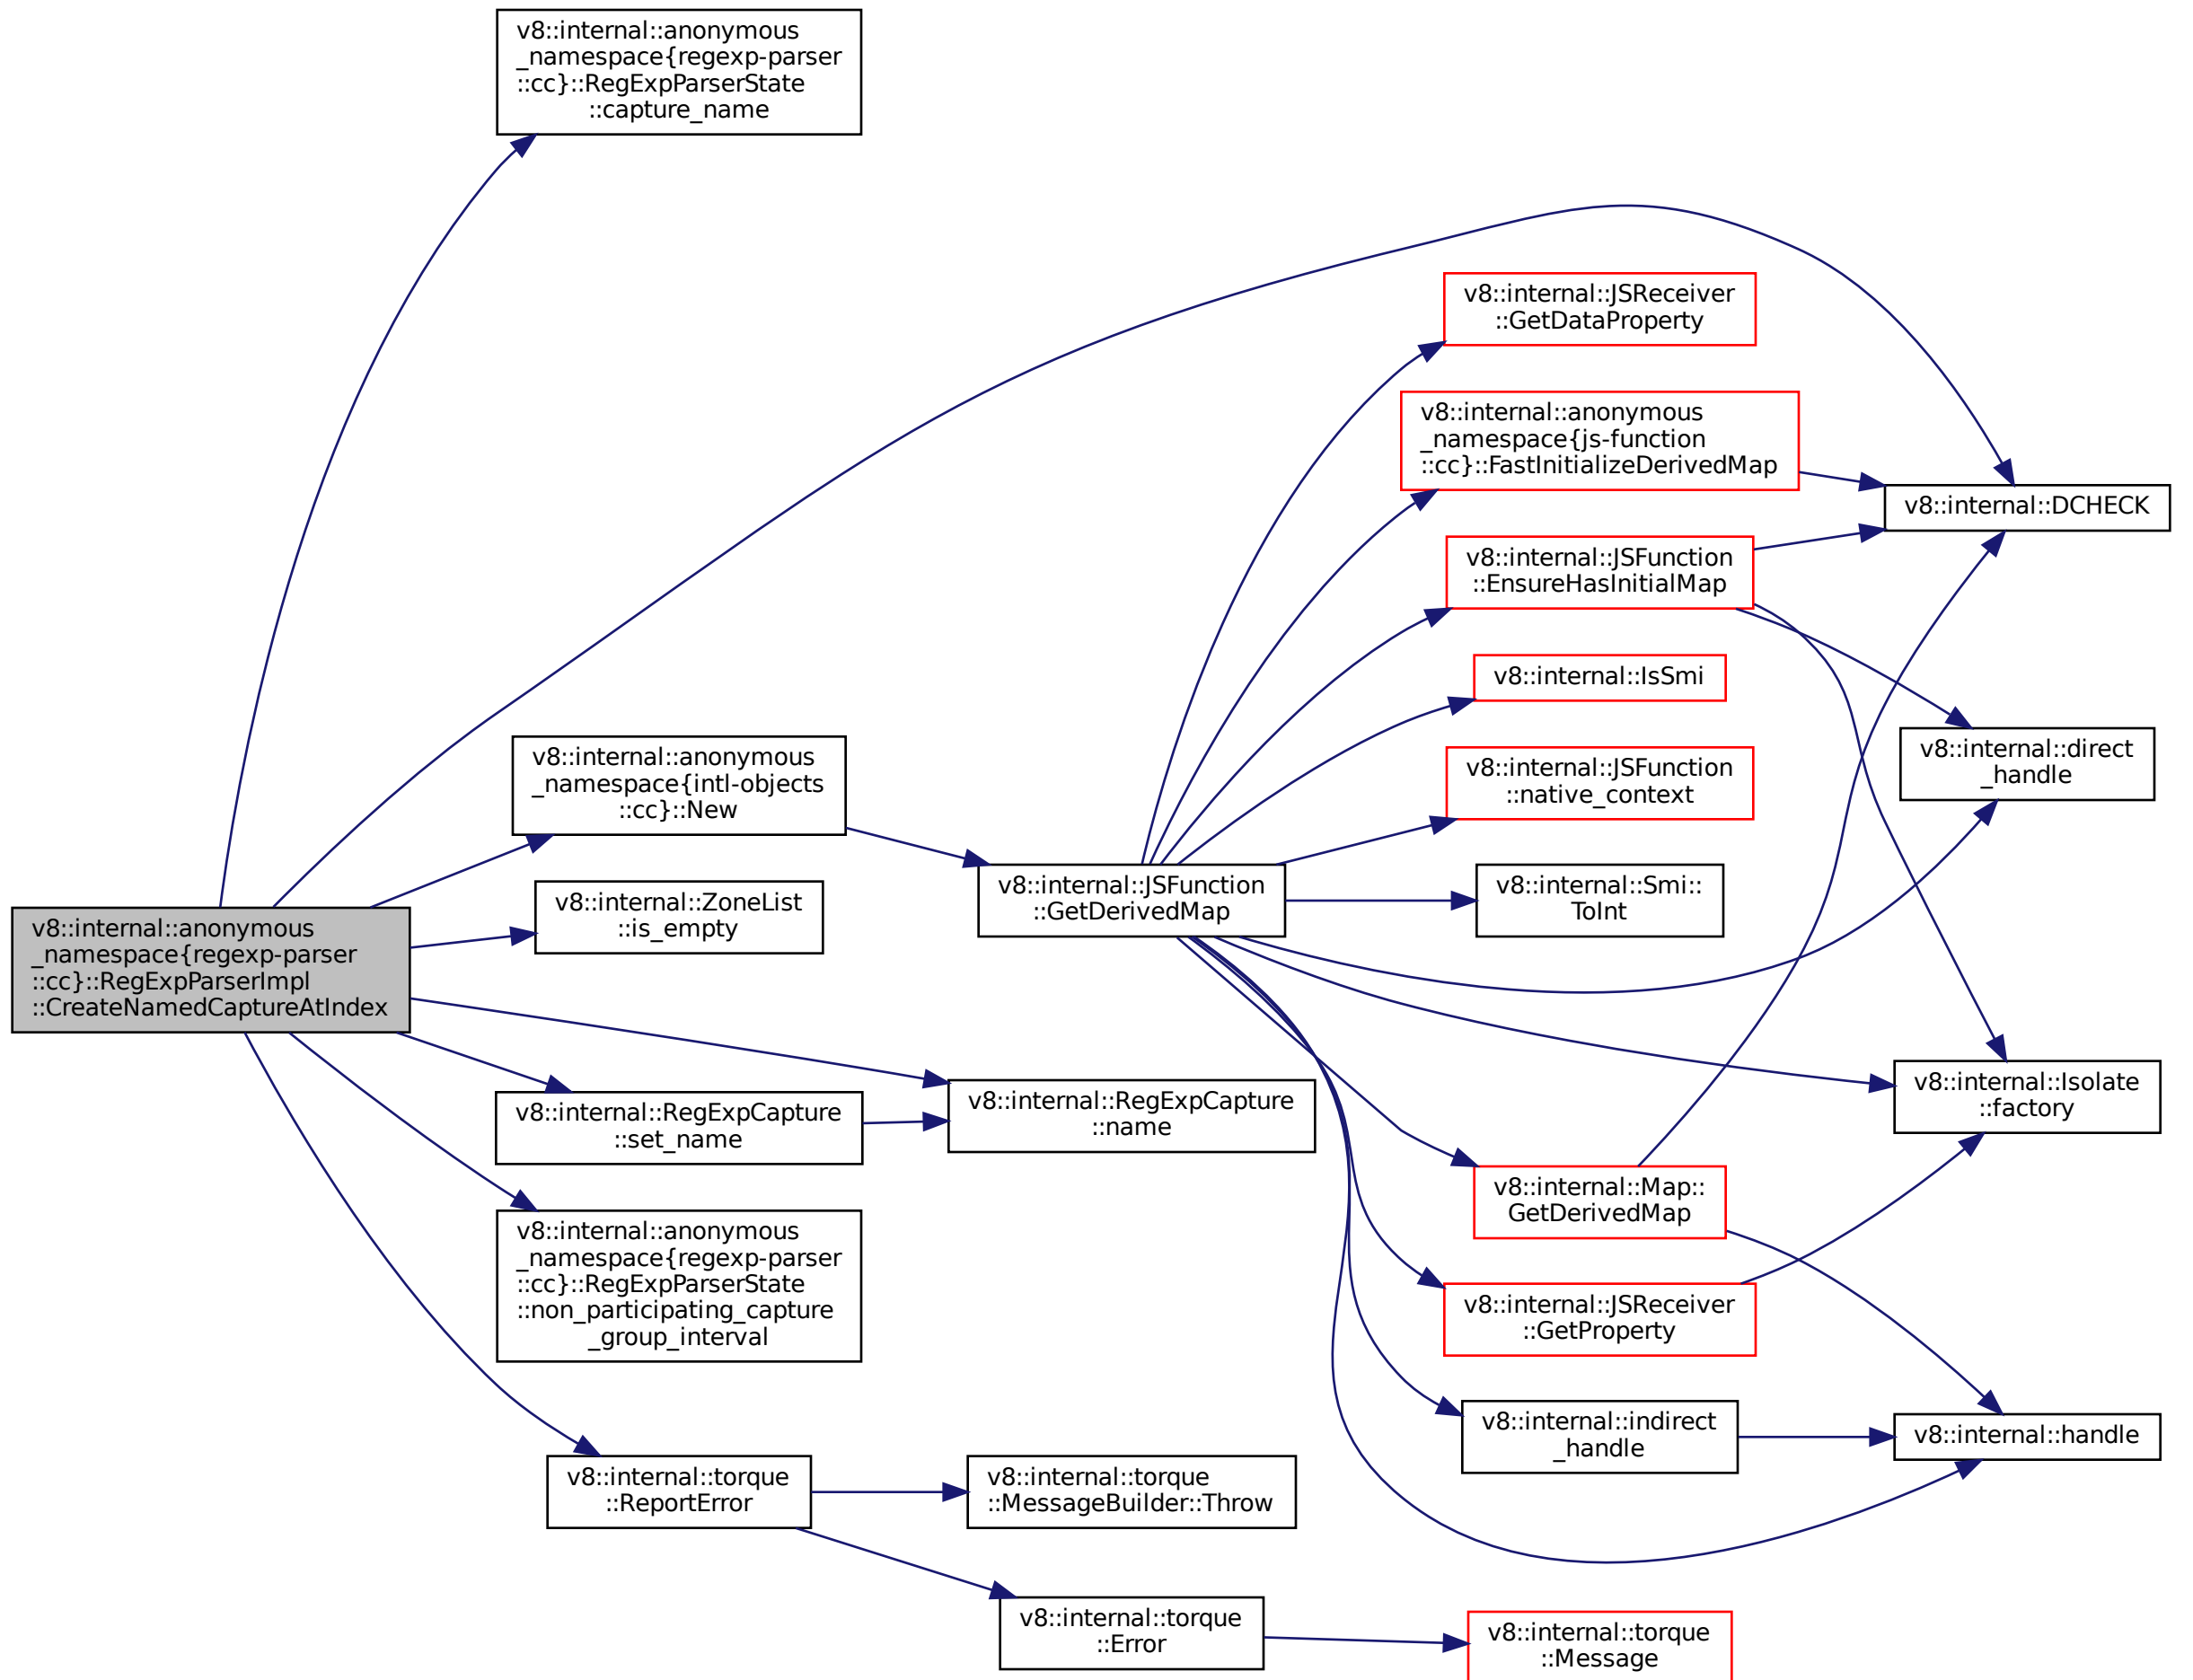 v8::internal::anonymous
_namespace{regexp-parser
::cc}::RegExpParserImpl
::CreateNamedCaptureAtIndex
v8::internal::anonymous
_namespace{regexp-parser
::cc}::RegExpParserState
::capture_name
v8::internal::anonymous
_namespace{intl-objects
::cc}::New
v8::internal::ZoneList
::is_empty
v8::internal::RegExpCapture
::set_name
v8::internal::anonymous
_namespace{regexp-parser
::cc}::RegExpParserState
::non_participating_capture
_group_interval
v8::internal::torque
::ReportError
v8::internal::JSFunction
::GetDerivedMap
v8::internal::RegExpCapture
::name
v8::internal::torque
::MessageBuilder::Throw
v8::internal::torque
::Error
v8::internal::JSReceiver
::GetDataProperty
v8::internal::anonymous
_namespace{js-function
::cc}::FastInitializeDerivedMap
v8::internal::JSFunction
::EnsureHasInitialMap
v8::internal::IsSmi
v8::internal::JSFunction
::native_context
v8::internal::Smi::
ToInt
v8::internal::Map::
GetDerivedMap
v8::internal::JSReceiver
::GetProperty
v8::internal::indirect
_handle
v8::internal::torque
::Message
v8::internal::DCHECK
v8::internal::direct
_handle
v8::internal::Isolate
::factory
v8::internal::handle